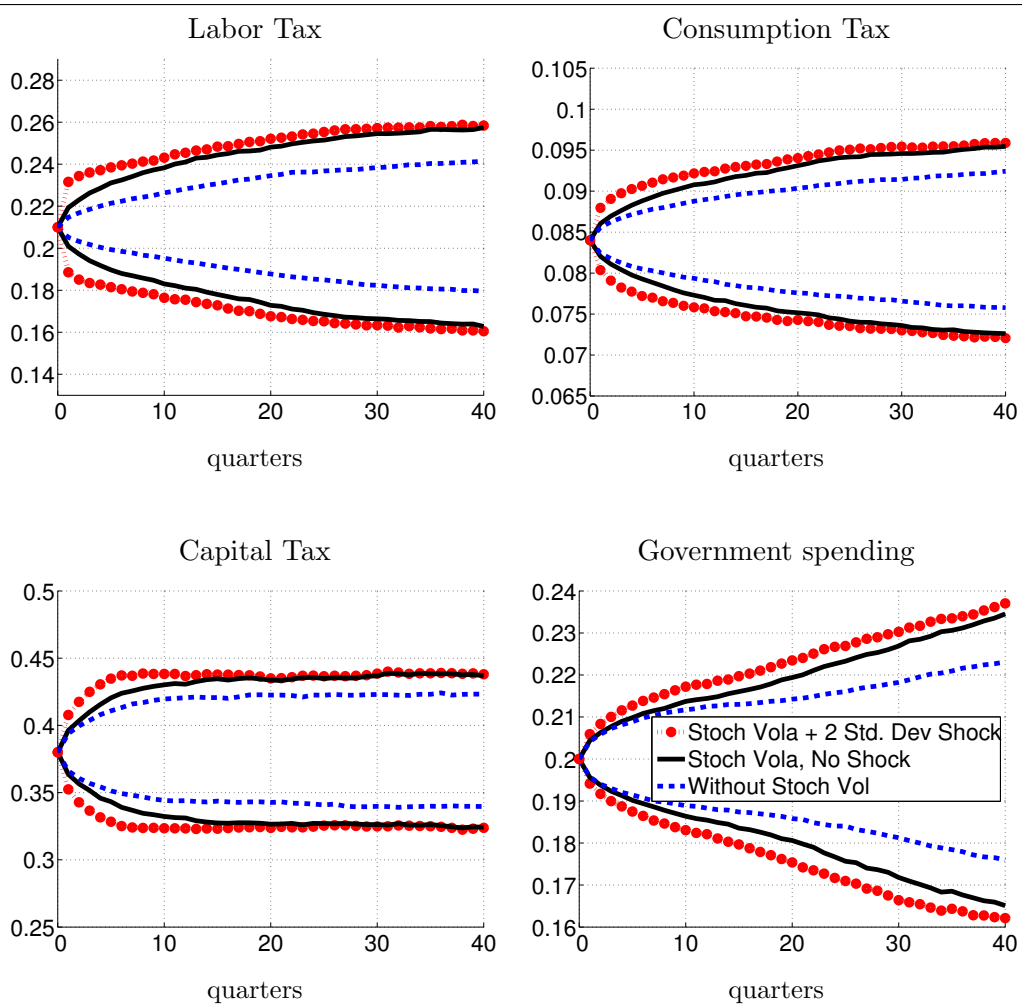 Labor Tax
0.28
0.26
0.24
0.22
0.2
0.18
0.16
0.14
0 10 20 30 40
quarters
Consumption Tax
0.105
0.1
0.095
0.09
0.085
0.08
0.075
0.07
0.065
0 10 20 30 40
quarters
Capital Tax
0.5
0.45
0.4
0.35
0.3
0.25
0 10 20 30 40
quarters
Government spending
0.24
0.23
0.22
0.21
0.2
0.19
0.18
0.17
0.16
Stoch Vola + 2 Std. Dev Shock
Stoch Vola, No Shock
Without Stoch Vol
0 10 20 30 40
quarters